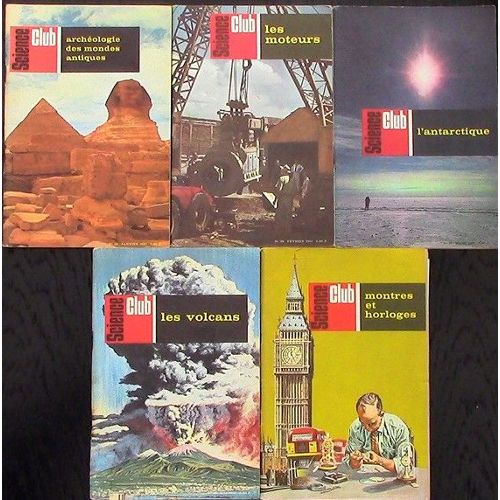 Science
Club
archéologie
des mondes
antiques
Science
Club
les
moteurs
Science
Club
l'antarctique
Science
Club
les volcans
Science
Club
montres
et
horloges